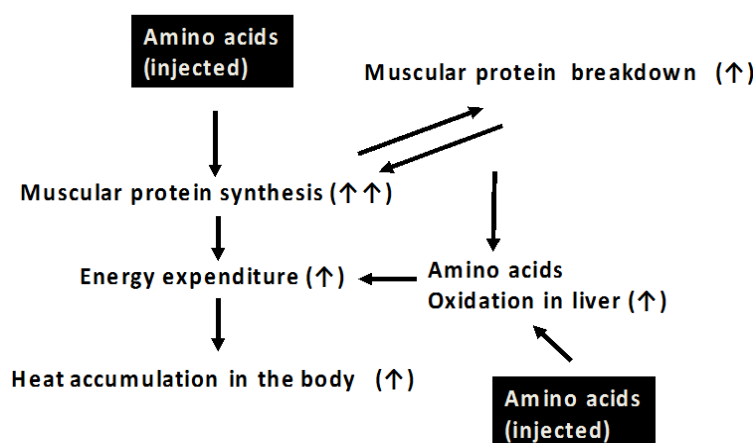 Amino acids
(injected)
Muscular protein breakdown (↑)
Muscular protein synthesis (↑↑)
Energy expenditure (↑)
Amino acids
Oxidation in liver (↑)
Heat accumulation in the body (↑)
Amino acids
(injected)